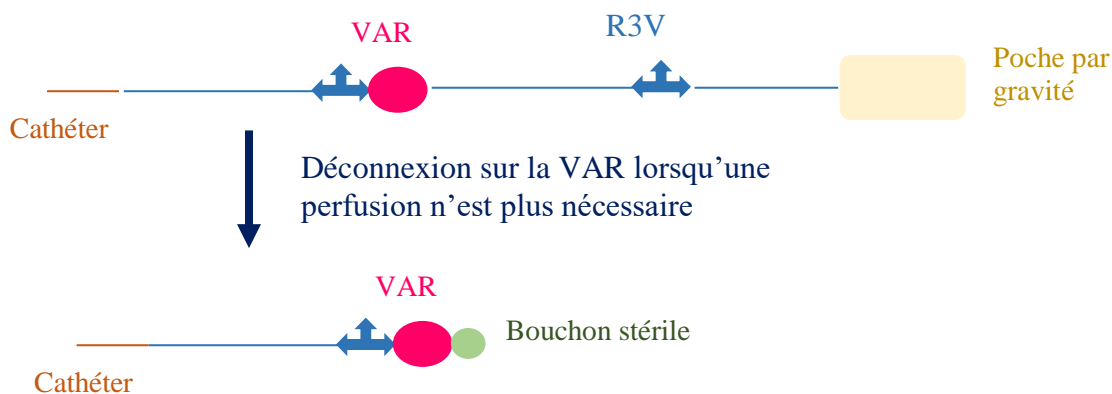 VAR
R3V
Poche par
gravité
Cathéter
Déconnexion sur la VAR lorsqu’une
perfusion n’est plus nécessaire
VAR
Bouchon stérile
Cathéter